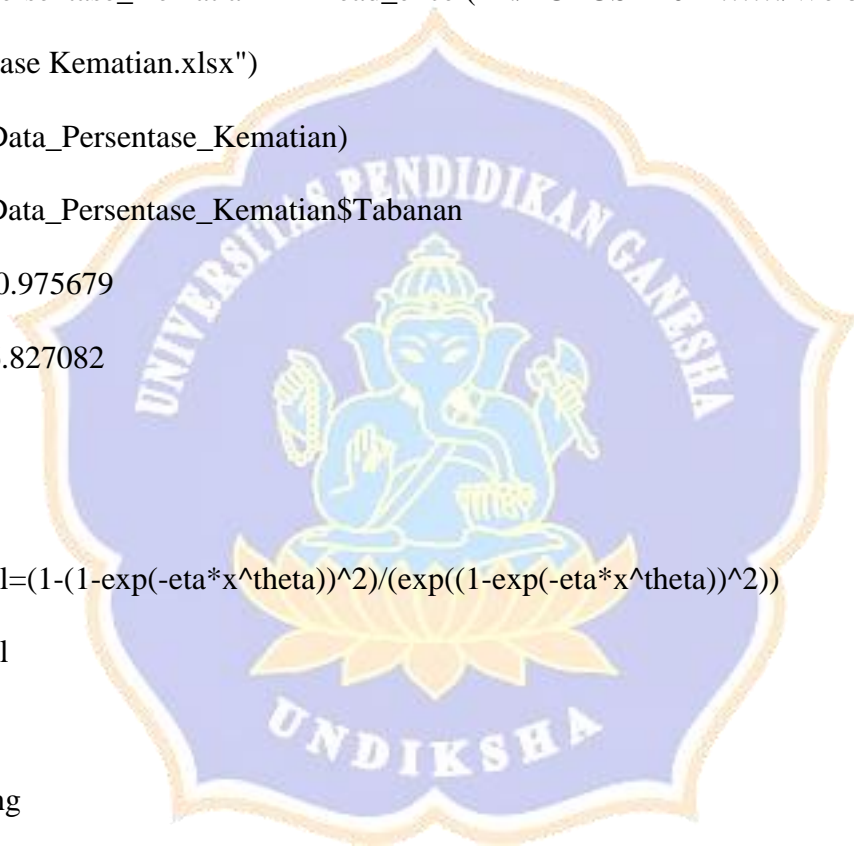 ase Kematian.xlsx")
Data_Persentase_Kematian)
Data_Persentase_Kematian$Tabanan
0.975679
.827082
l=(1-(1-exp(-eta*x^theta))^2)/(exp((1-exp(-eta*x^theta))^2))
l
ng
UNIVERSITAS PENDIDIKAN GANESHA
UNDIKSHA